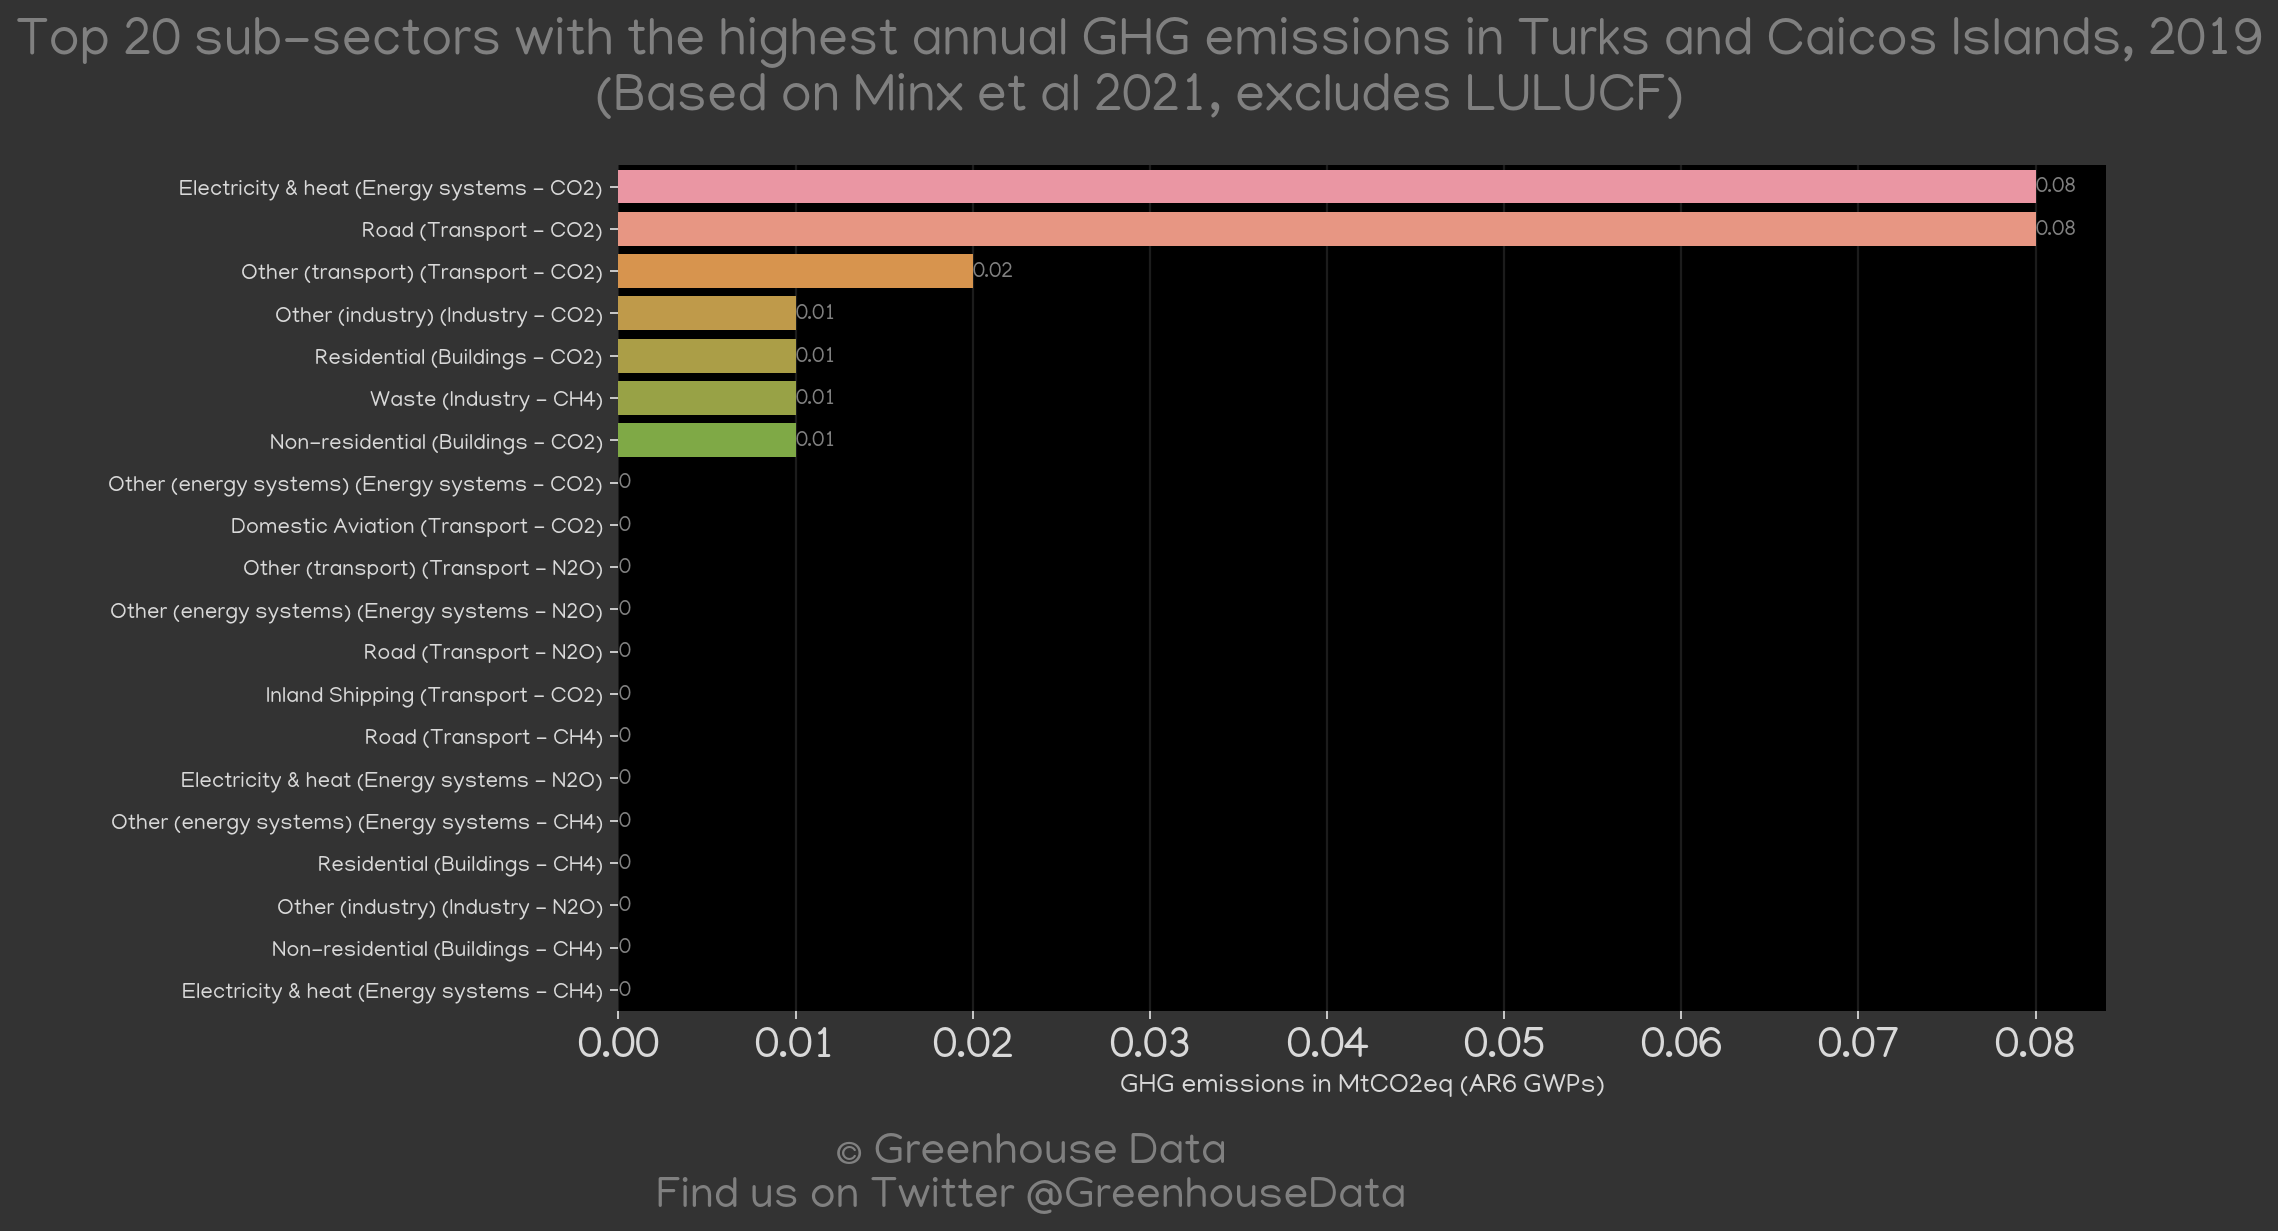 Top 20 sub-sectors with the highest annual GHG emissions in Turks and Caicos Islands, 2019
(Based on Minx et al 2021, excludes LULUCF)
Electricity & heat (Energy systems - CO2) 0.08
Road (Transport - CO2) 0.08
Other (transport) (Transport - CO2) 0.02
Other (industry) (Industry - CO2) 0.01
Residential (Buildings - CO2) 0.01
Waste (Industry - CH4) 0.01
Non-residential (Buildings - CO2) 0.01
Other (energy systems) (Energy systems - CO2) 0
Domestic Aviation (Transport - CO2) 0
Other (transport) (Transport - N2O) 0
Other (energy systems) (Energy systems - N2O) 0
Road (Transport - N2O) 0
Inland Shipping (Transport - CO2) 0
Road (Transport - CH4) 0
Electricity & heat (Energy systems - N2O) 0
Other (energy systems) (Energy systems - CH4) 0
Residential (Buildings - CH4) 0
Other (industry) (Industry - N2O) 0
Non-residential (Buildings - CH4) 0
Electricity & heat (Energy systems - CH4) 0
0.00 0.01 0.02 0.03 0.04 0.05 0.06 0.07 0.08
GHG emissions in MtCO2eq (AR6 GWPs)
© Greenhouse Data
Find us on Twitter @GreenhouseData